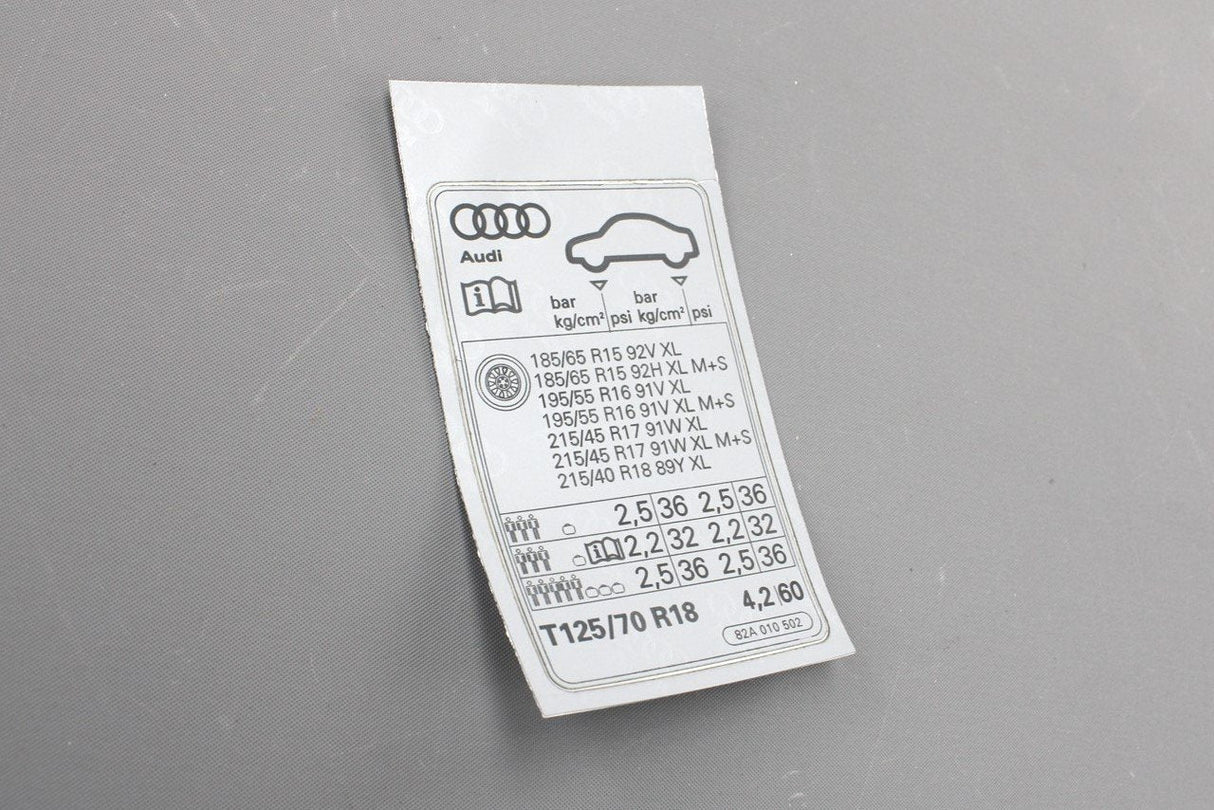 Audi
i
bar bar
kg/cm² psi kg/cm² psi
185/65 R15 92V XL
185/65 R15 92H XL M+S
195/55 R16 91V XL
195/55 R16 91V XL M+S
215/45 R17 91W XL
215/45 R17 91W XL M+S
215/40 R18 89Y XL
2,5 36 2,5 36
i 2,2 32 2,2 32
2,5 36 2,5 36
T125/70 R18 4,2 60
82A 010 502